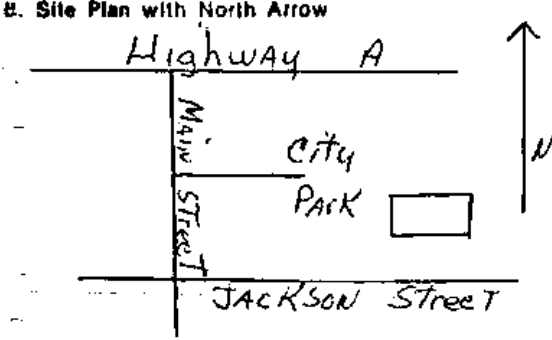 8. Site Plan with North Arrow
HighwAy A
MAin STreeT
City
PArK
N
JACKSON STreeT